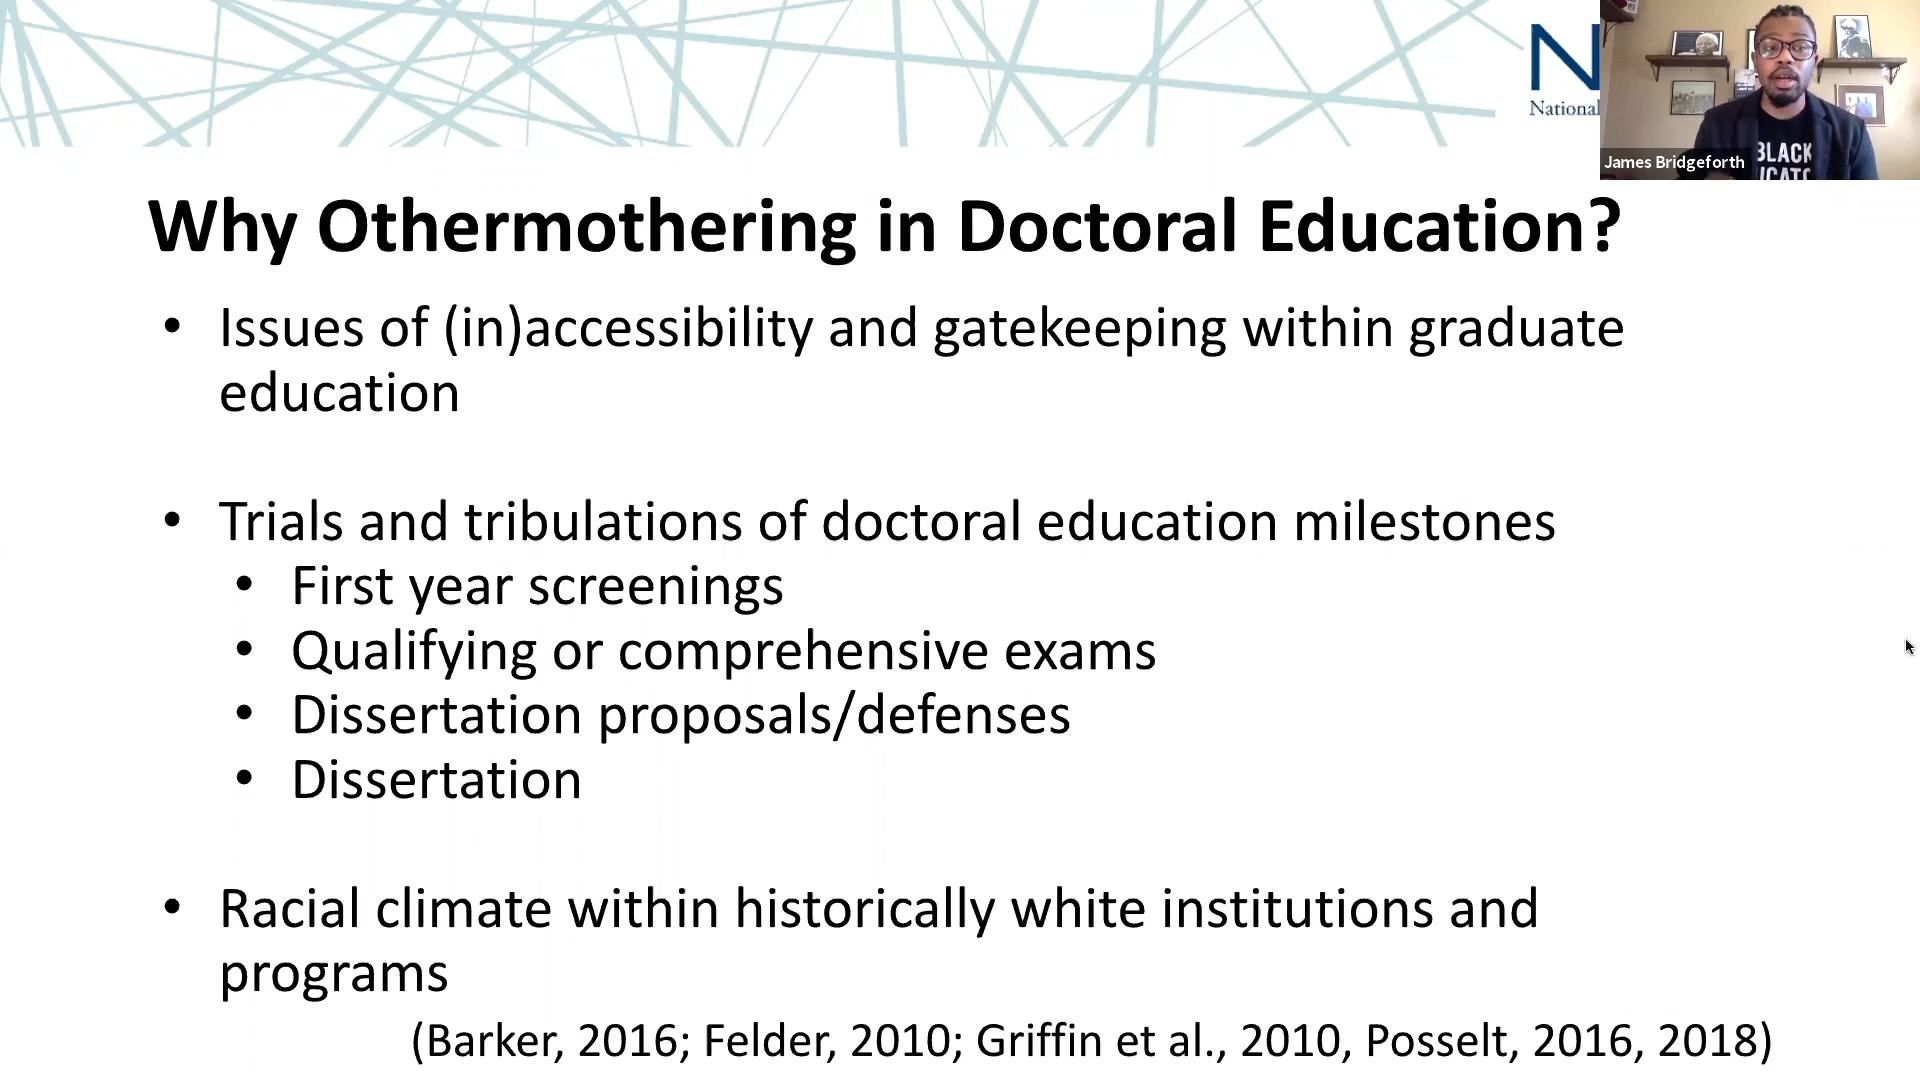 N
National
James Bridgeforth
BLACK
Why Othermothering in Doctoral Education?
• Issues of (in)accessibility and gatekeeping within graduate
education
• Trials and tribulations of doctoral education milestones
• First year screenings
• Qualifying or comprehensive exams
• Dissertation proposals/defenses
• Dissertation
• Racial climate within historically white institutions and
programs
(Barker, 2016; Felder, 2010; Griffin et al., 2010, Posselt, 2016, 2018)